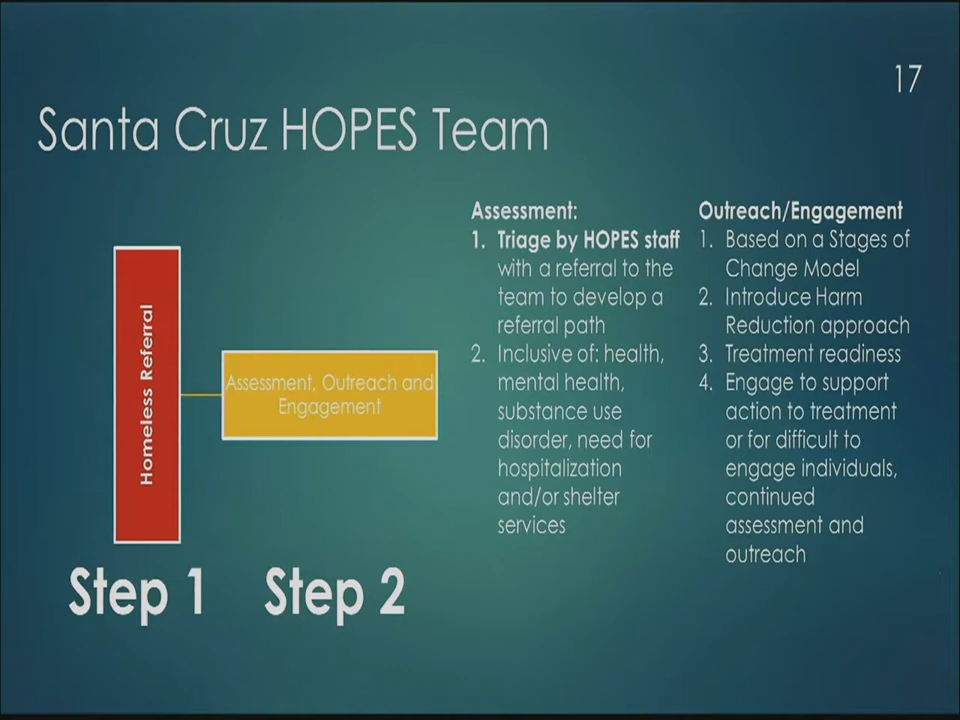 17
Santa Cruz HOPES Team
Homeless Referral
Assessment, Outreach and
Engagement
Step 1
Step 2
Assessment:
1. Triage by HOPES staff
with a referral to the
team to develop a
referral path
2. Inclusive of: health,
mental health,
substance use
disorder, need for
hospitalization
and/or shelter
services
Outreach/Engagement
1. Based on a Stages of
Change Model
2. Introduce Harm
Reduction approach
3. Treatment readiness
4. Engage to support
action to treatment
or for difficult to
engage individuals,
continued
assessment and
outreach